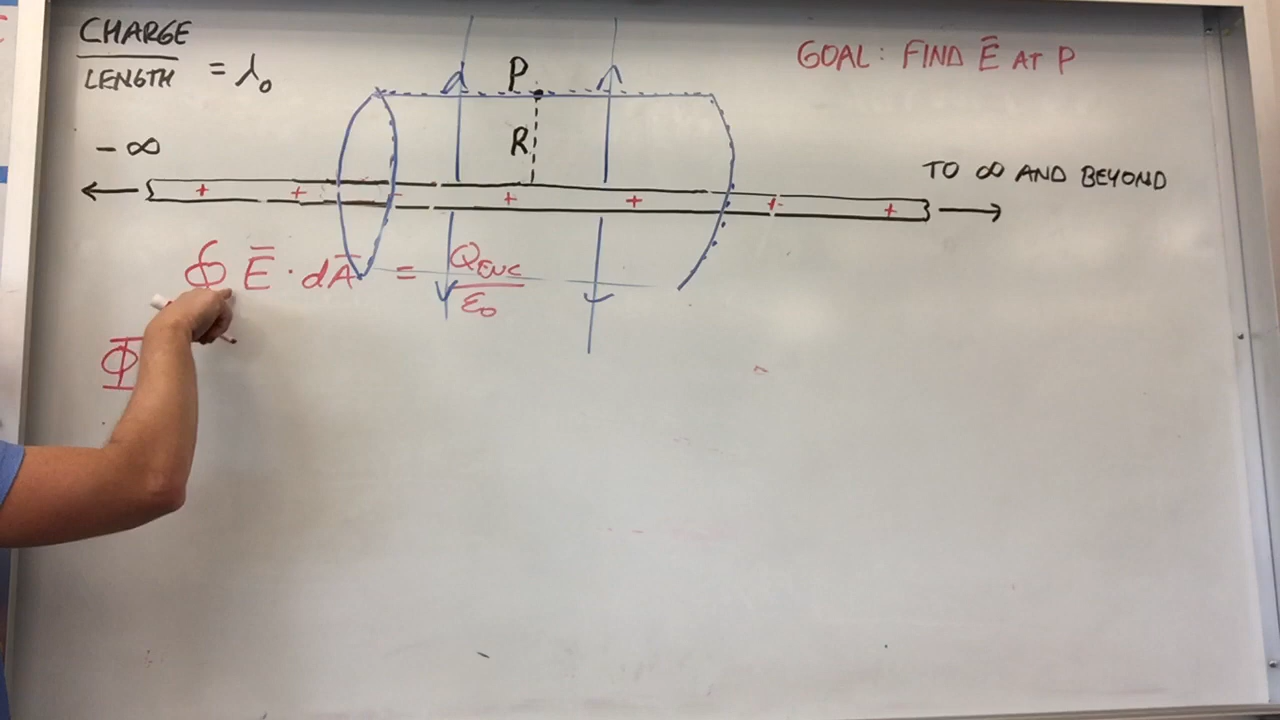 CHARGE
LENGTH = λ₀
GOAL: FIND E̅ AT P
P
R
- ∞
TO ∞ AND BEYOND
+ + + + + +
∮ E̅ · dA̅ = Q_ENC / ε₀
Φ